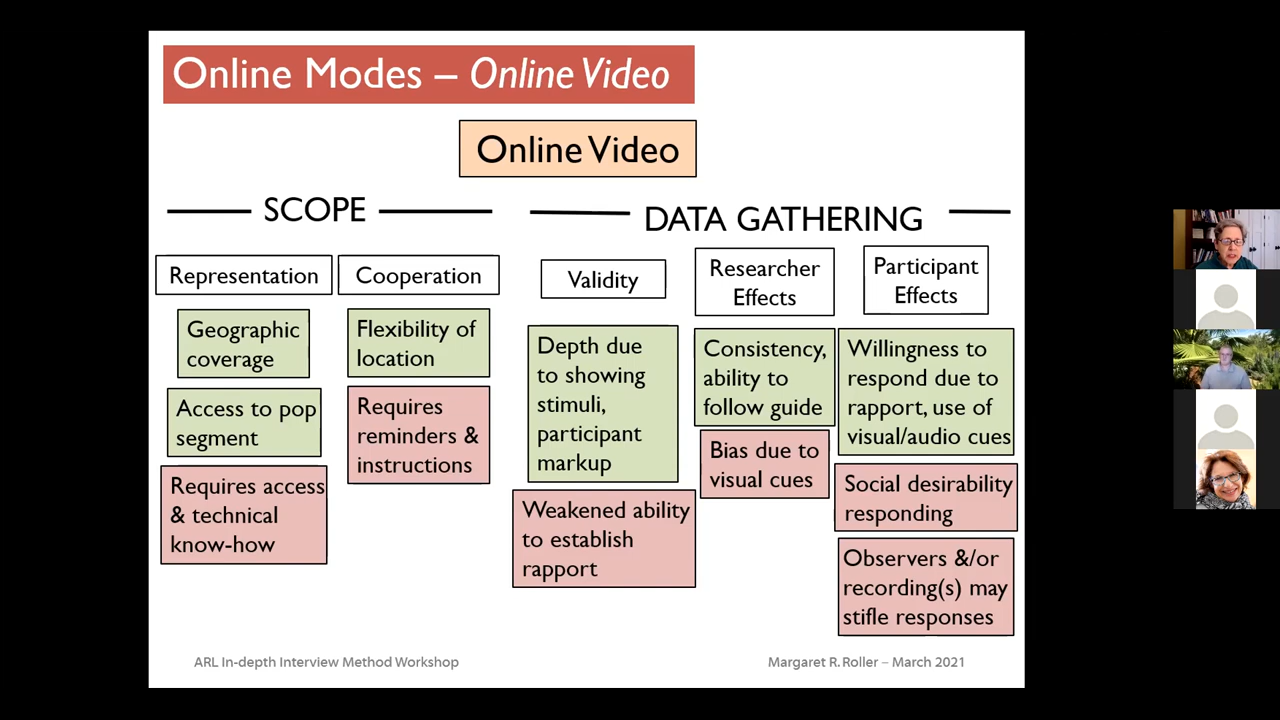 Online Modes – Online Video
Online Video
SCOPE
DATA GATHERING
Representation
Geographic
coverage
Access to pop
segment
Requires access
& technical
know-how
Cooperation
Flexibility of
location
Requires
reminders &
instructions
Validity
Depth due
to showing
stimuli,
participant
markup
Weakened ability
to establish
rapport
Researcher
Effects
Consistency,
ability to
follow guide
Bias due to
visual cues
Participant
Effects
Willingness to
respond due to
rapport, use of
visual/audio cues
Social desirability
responding
Observers &/or
recording(s) may
stifle responses
ARL In-depth Interview Method Workshop
Margaret R. Roller – March 2021